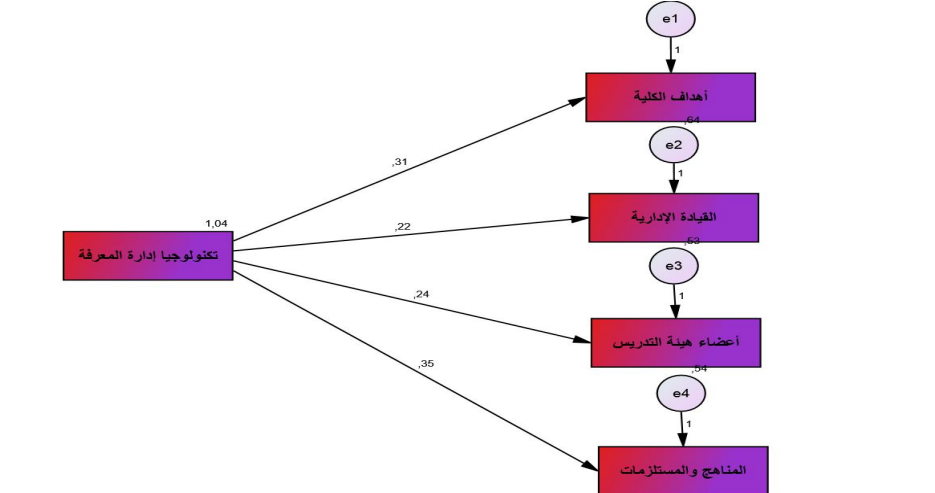 e1
1
أهداف الكلية
,64
e2
1
,31
القيادة الإدارية
1,04
,22
,53
تكنولوجيا إدارة المعرفة
e3
1
,24
أعضاء هيئة التدريس
,54
,35
e4
1
المناهج والمستلزمات